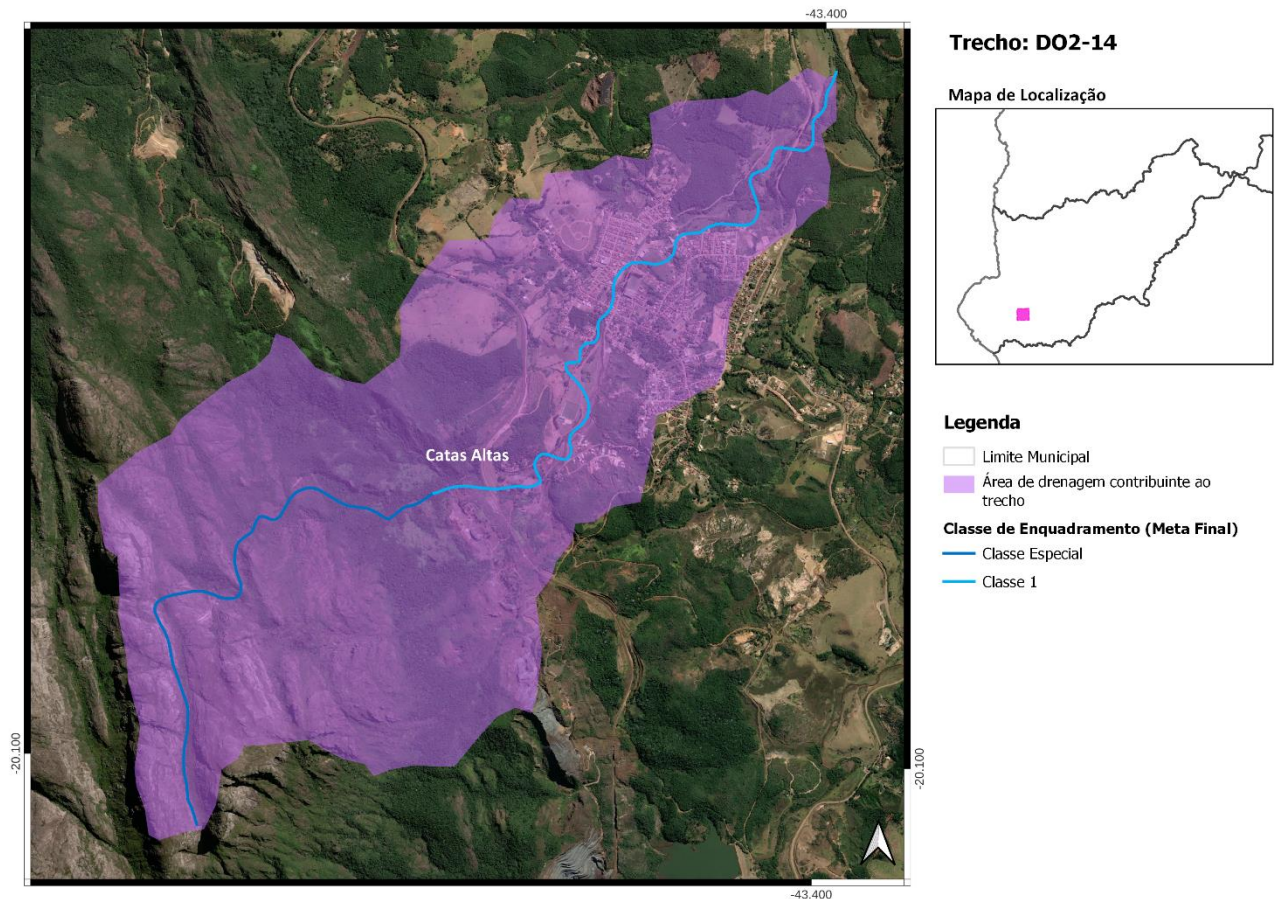 -43.400
Trecho: DO2-14
Mapa de Localização
Catas Altas
Legenda
Limite Municipal
Área de drenagem contribuinte ao
trecho
Classe de Enquadramento (Meta Final)
Classe Especial
Classe 1
-20.100
-20.100
-43.400